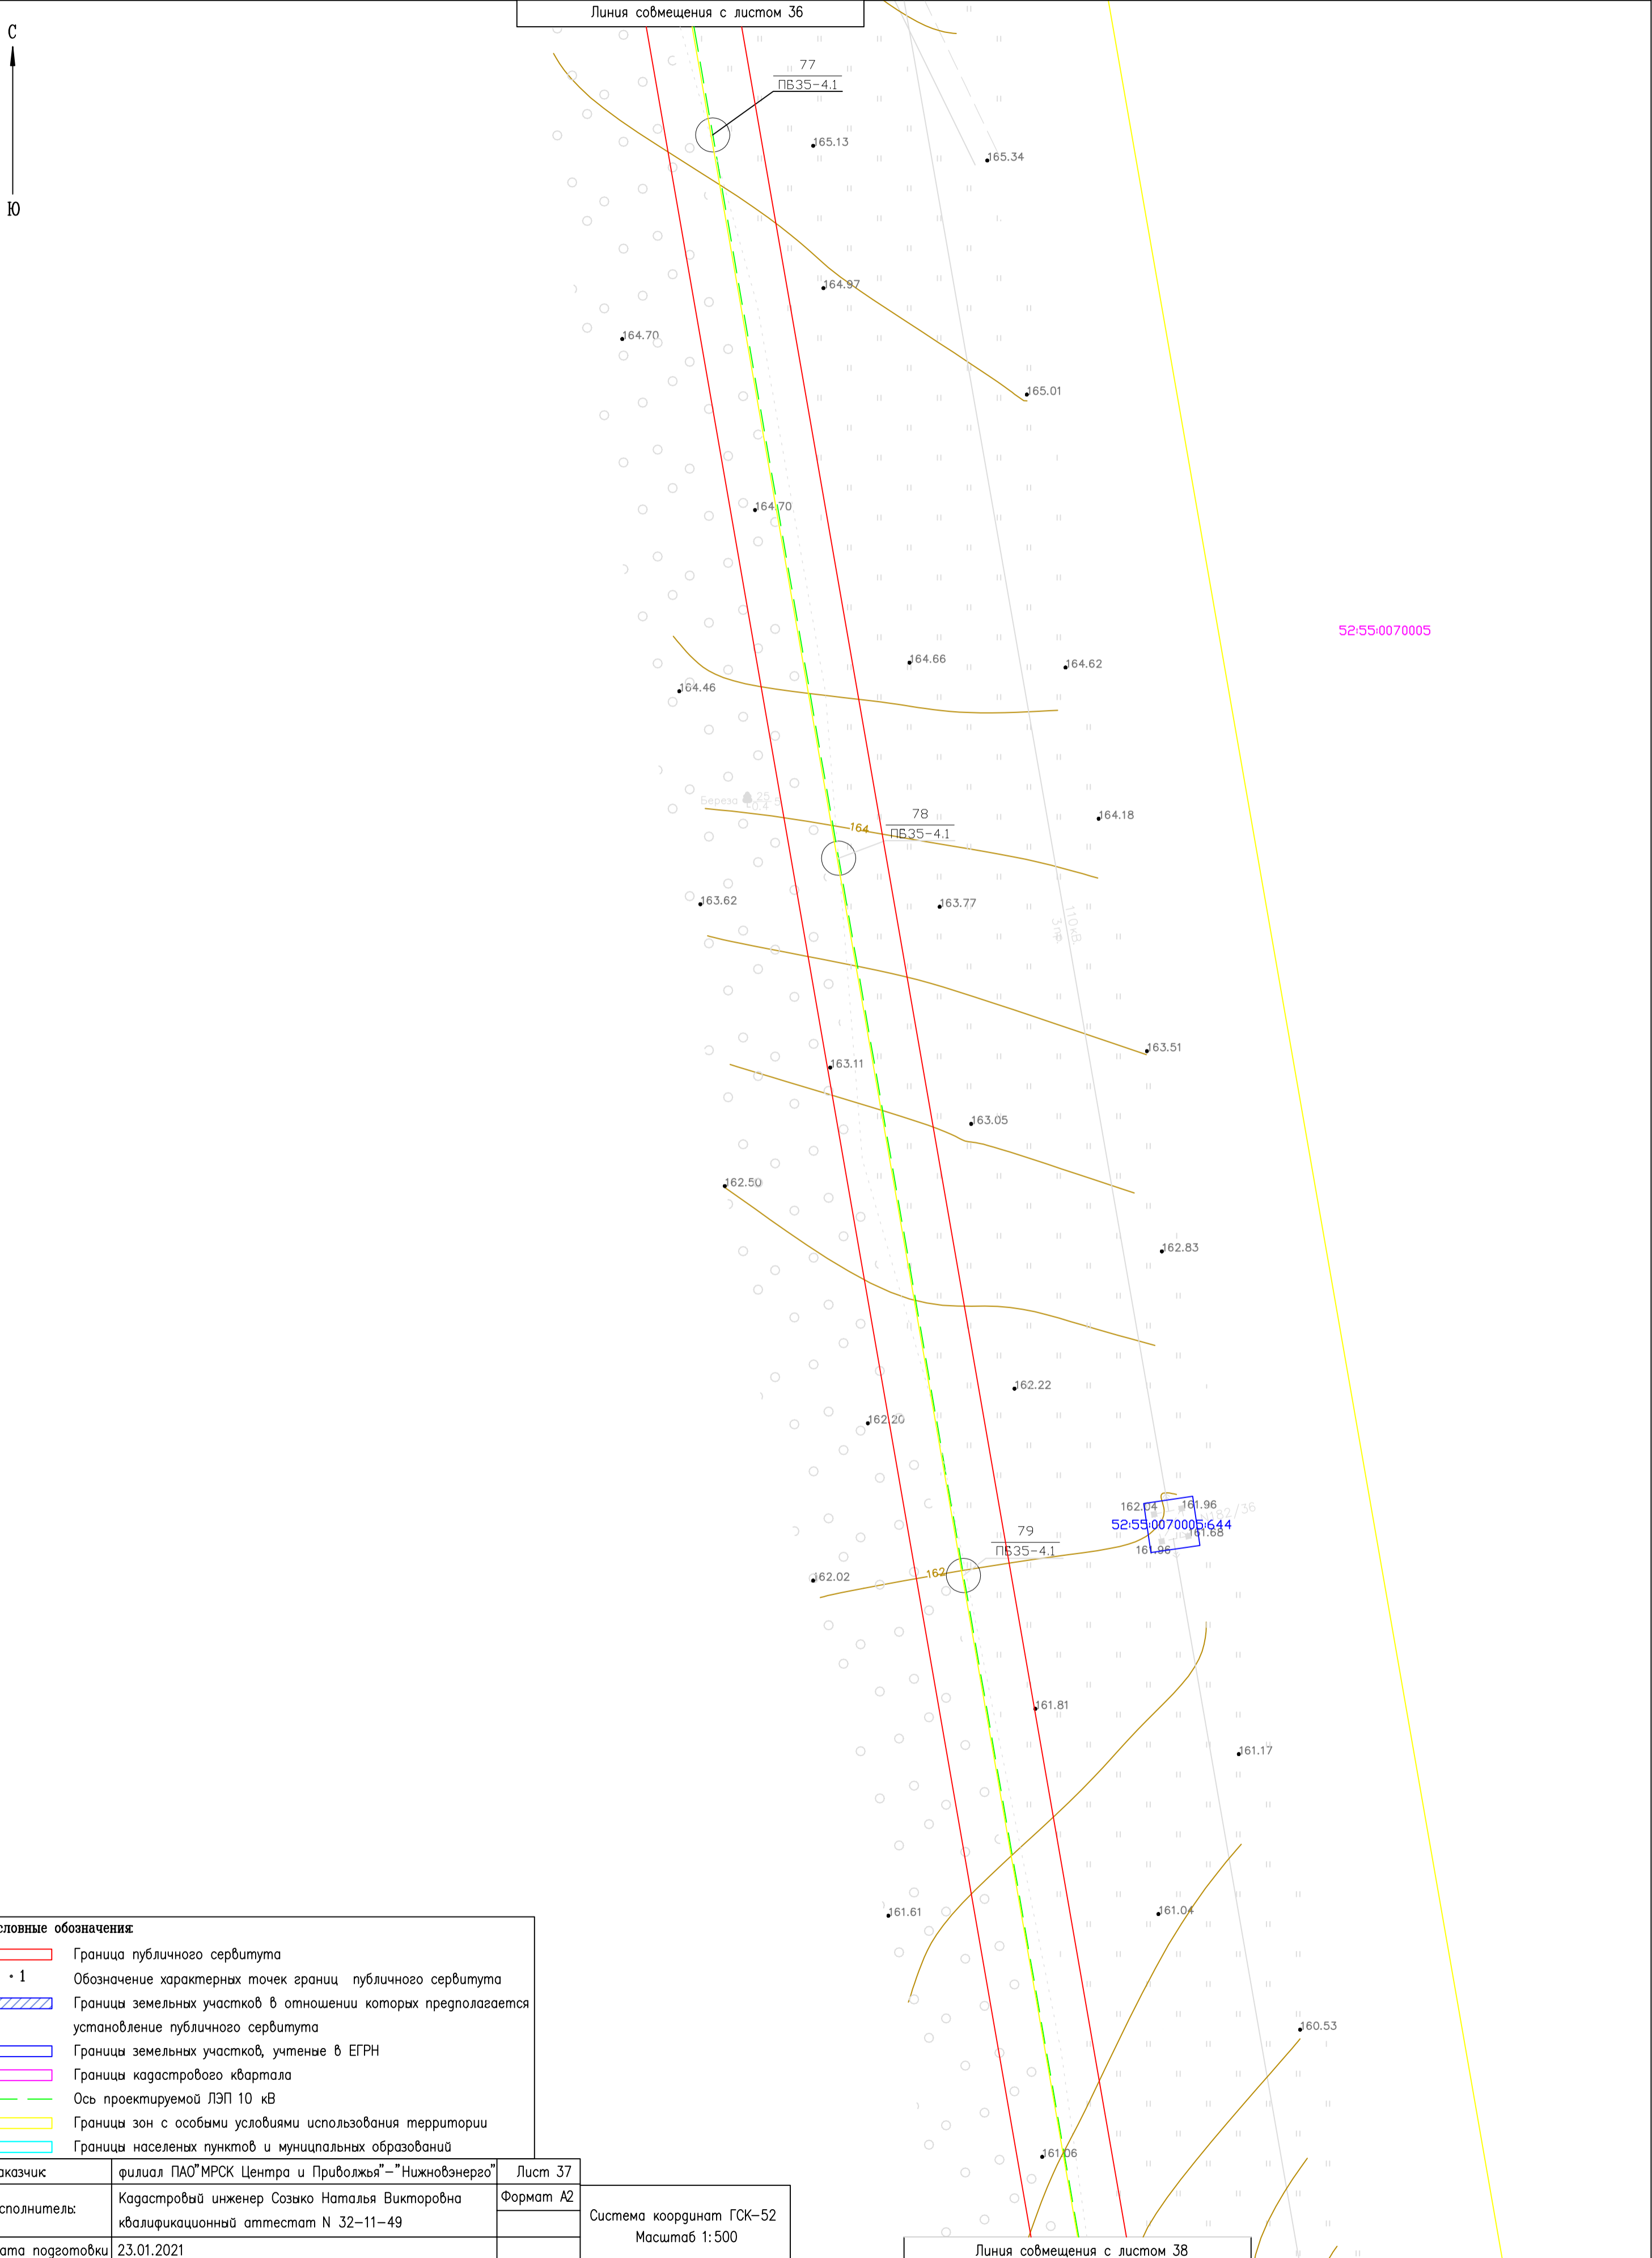 Линия совмещения с листом 36
С
Ю
77
ПБ35-4.1
165.13
165.34
164.97
164.70
165.01
164.70
52:55:0070005
164.66
164.62
164.46
Береза
78
ПБ35-4.1
164
164.18
163.62
163.77
110кВ
3пр
163.51
163.11
163.05
162.50
162.83
162.22
162.20
162.04
161.96
52:55:0070005:644
161.68
161.96
79
ПБ35-4.1
162
162.02
161.81
161.17
161.61
161.04
160.53
161.06
словные обозначения:
Граница публичного сервитута
1 Обозначение характерных точек границ публичного сервитута
Границы земельных участков в отношении которых предполагается
установление публичного сервитута
Границы земельных участков, учтеные в ЕГРН
Границы кадастрового квартала
Ось проектируемой ЛЭП 10 кВ
Границы зон с особыми условиями использования территории
Границы населеных пунктов и муницпальных образований
аказчик: филиал ПАО"МРСК Центра и Приволжья"-"Нижновэнерго" Лист 37
сполнитель: Кадастровый инженер Созыко Наталья Викторовна Формат А2
квалификационный аттестат N 32-11-49
Система координат ГСК-52
Масштаб 1:500
ата подготовки 23.01.2021
Линия совмещения с листом 38